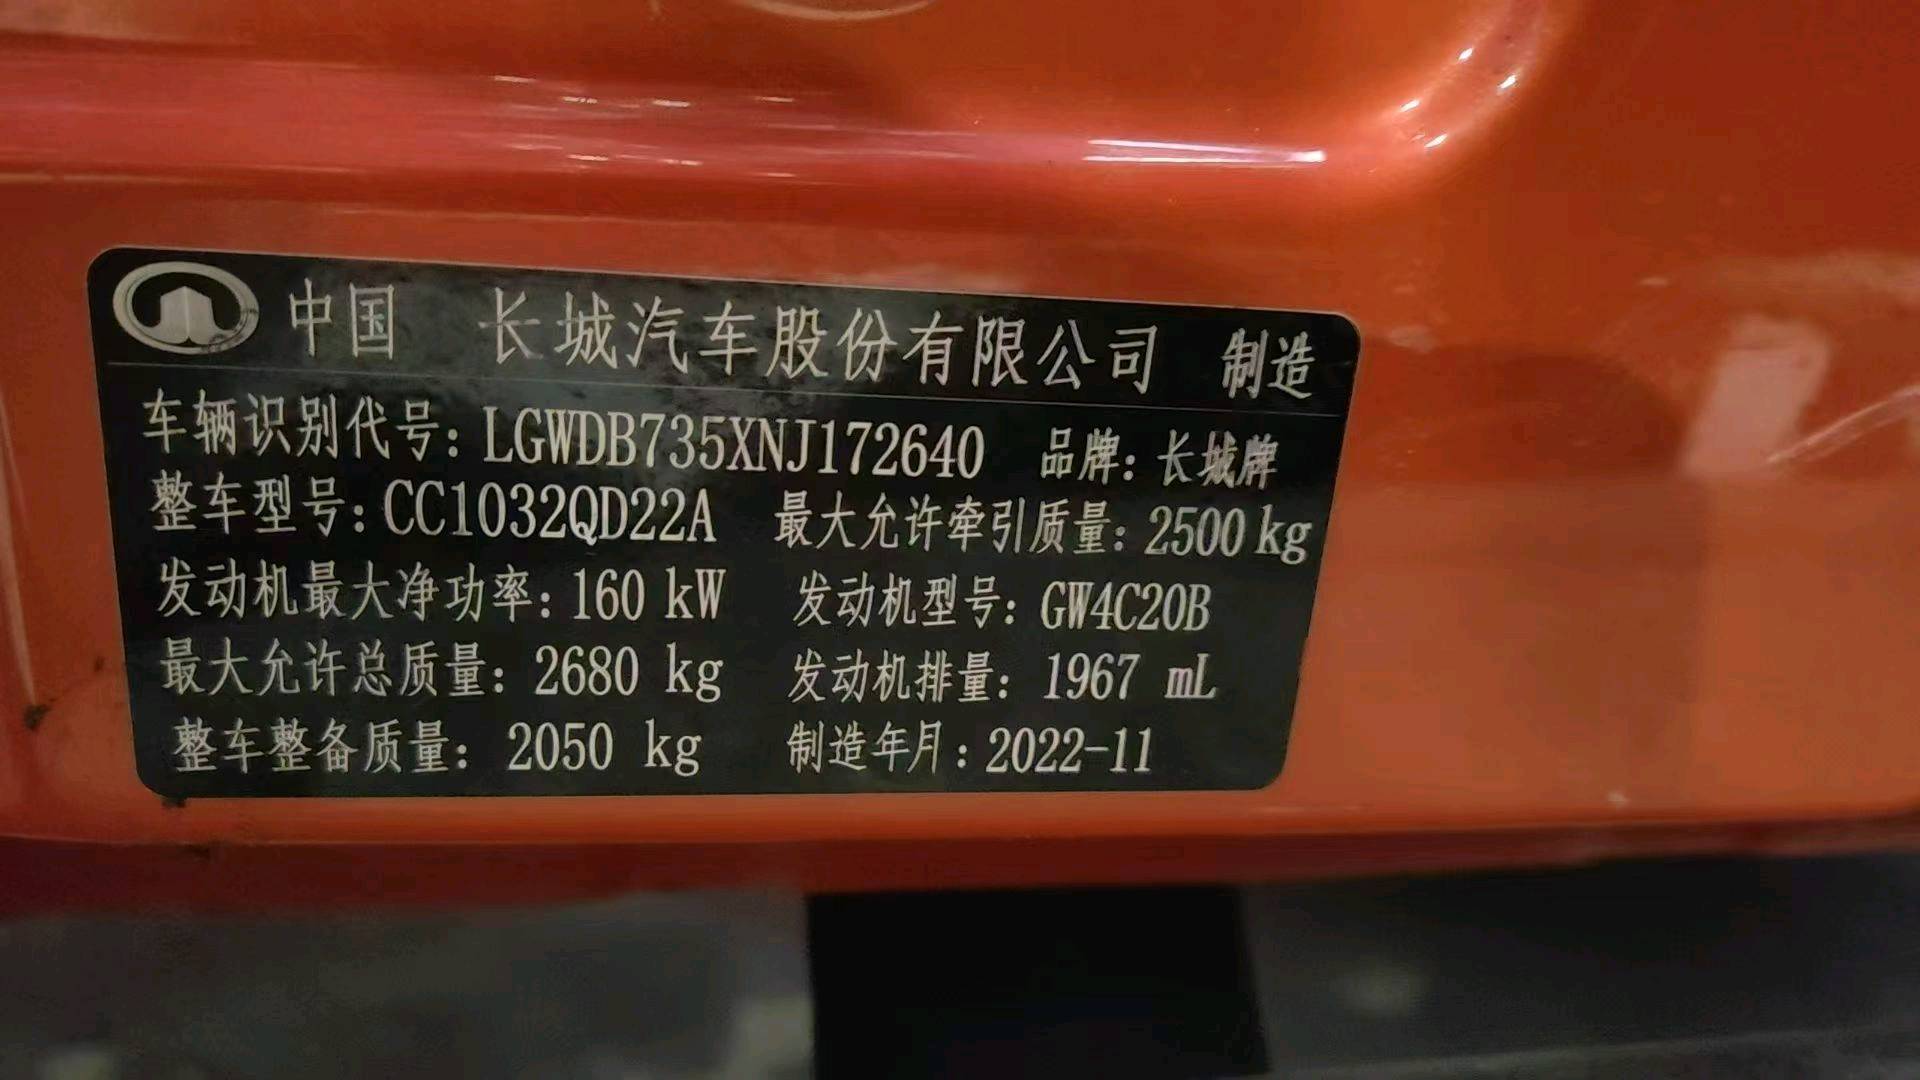 中国 长城汽车股份有限公司 制造
车辆识别代号: LGWDB735XNJ172640 品牌: 长城牌
整车型号: CC1032QD22A 最大允许牵引质量: 2500 kg
发动机最大净功率: 160 kW 发动机型号: GW4C20B
最大允许总质量: 2680 kg 发动机排量: 1967 mL
整车整备质量: 2050 kg 制造年月: 2022-11